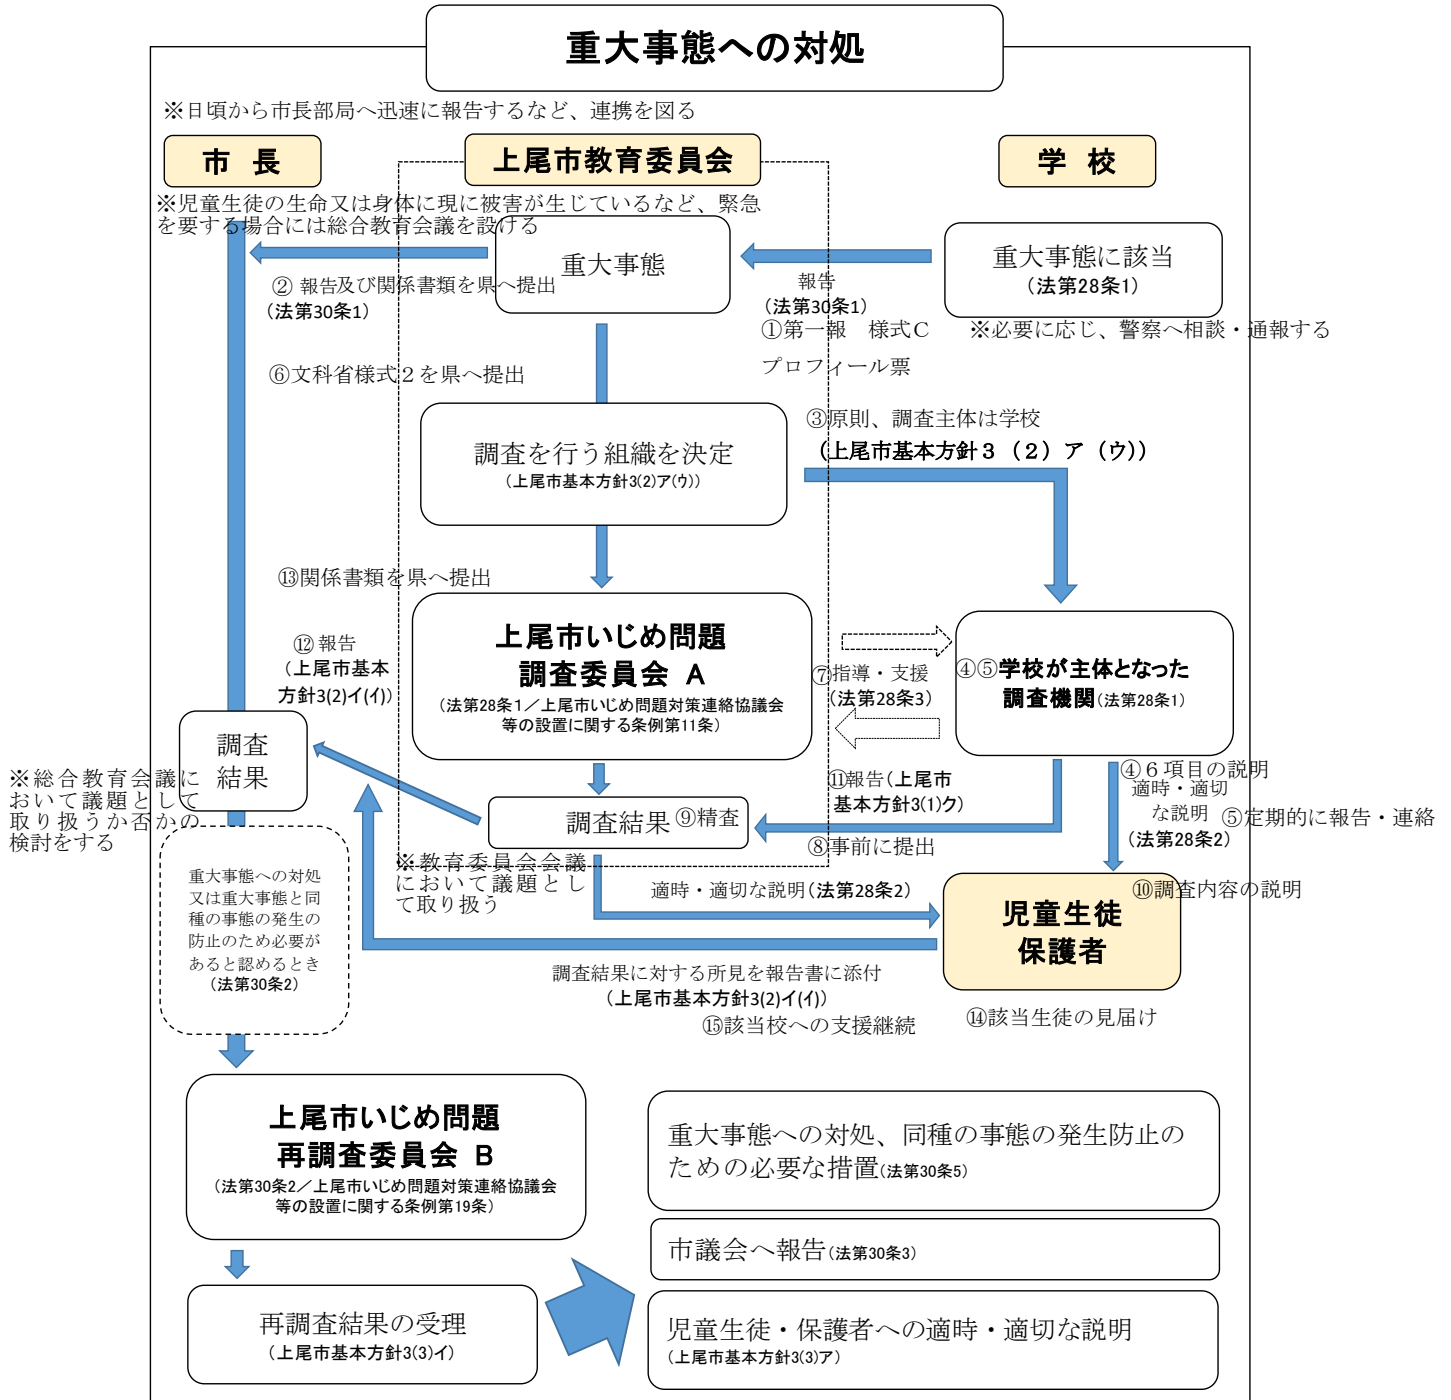 重大事態への対処
※日頃から市長部局へ迅速に報告するなど、連携を図る
市 長
上尾市教育委員会
学 校
※児童生徒の生命又は身体に現に被害が生じているなど、緊急
を要する場合には総合教育会議を設ける
重大事態
重大事態に該当
(法第28条1)
② 報告及び関係書類を県へ提出
(法第30条1)
報告
(法第30条1)
①第一報 様式C
プロフィール票
※必要に応じ、警察へ相談・通報する
⑥文科省様式2を県へ提出
調査を行う組織を決定
(上尾市基本方針3(2)ア(ウ))
③原則、調査主体は学校
(上尾市基本方針3(2)ア(ウ))
⑬関係書類を県へ提出
上尾市いじめ問題
調査委員会 A
(法第28条1/上尾市いじめ問題対策連絡協議会
等の設置に関する条例第11条)
⑫報告
(上尾市基本
方針3(2)イ(イ))
⑦指導・支援
(法第28条3)
④⑤学校が主体となった
調査機関(法第28条1)
調査
結果
※総合教育会議に
おいて議題として
取り扱うか否かの
検討をする
調査結果 ⑨精査
⑪報告(上尾市
基本方針3(1)ク)
⑧事前に提出
④6項目の説明
適時・適切
な説明
(法第28条2)
⑤定期的に報告・連絡
※教育委員会会議
において議題とし
て取り扱う
適時・適切な説明(法第28条2)
⑩調査内容の説明
児童生徒
保護者
重大事態への対処
又は重大事態と同
種の事態の発生の
防止のため必要が
あると認めるとき
(法第30条2)
調査結果に対する所見を報告書に添付
(上尾市基本方針3(2)イ(イ))
⑮該当校への支援継続
⑭該当生徒の見届け
上尾市いじめ問題
再調査委員会 B
(法第30条2/上尾市いじめ問題対策連絡協議会
等の設置に関する条例第19条)
重大事態への対処、同種の事態の発生防止の
ための必要な措置(法第30条5)
市議会へ報告(法第30条3)
再調査結果の受理
(上尾市基本方針3(3)イ)
児童生徒・保護者への適時・適切な説明
(上尾市基本方針3(3)ア)